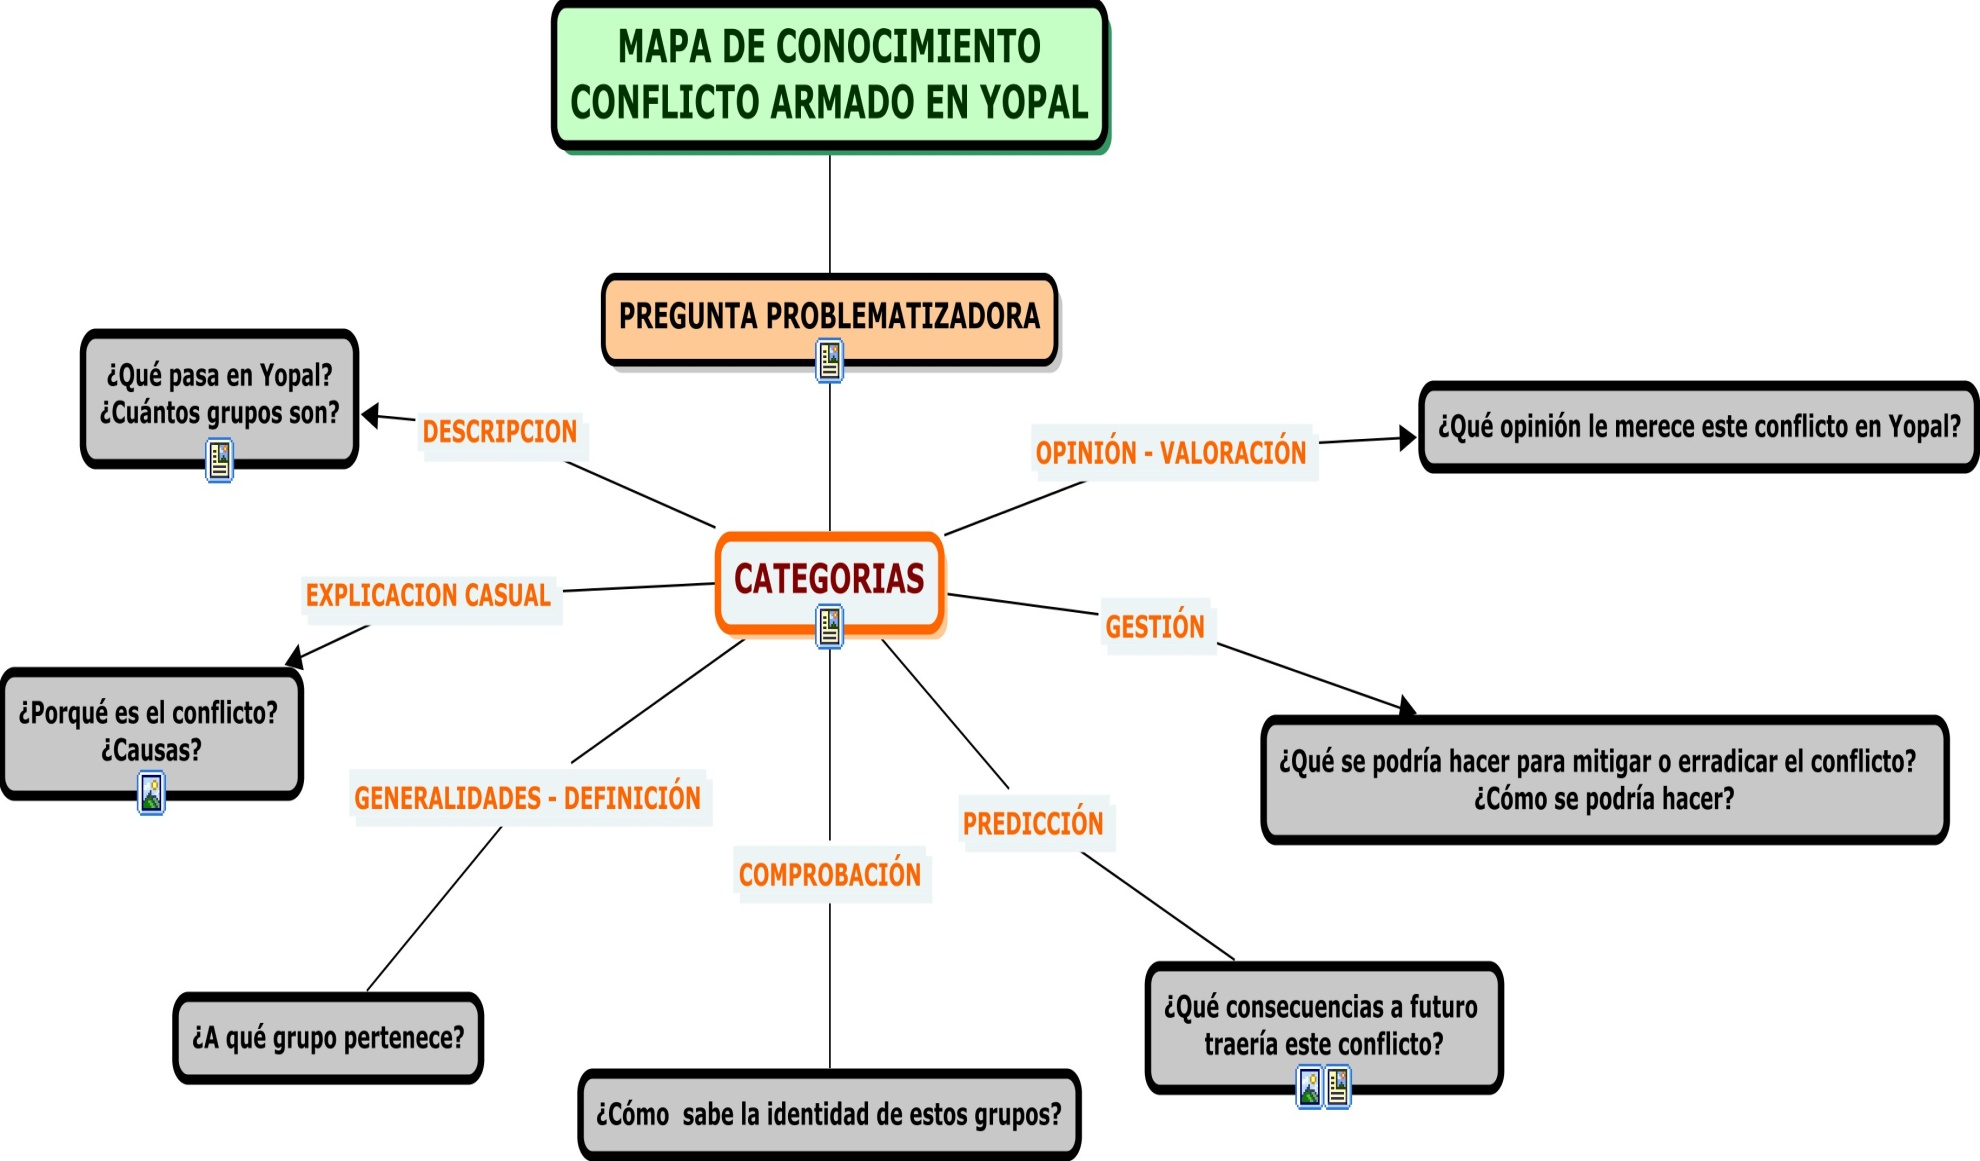 MAPA DE CONOCIMIENTO
CONFLICTO ARMADO EN YOPAL
PREGUNTA PROBLEMATIZADORA
¿Qué pasa en Yopal?
¿Cuántos grupos son?
DESCRIPCION
OPINIÓN - VALORACIÓN
¿Qué opinión le merece este conflicto en Yopal?
CATEGORIAS
EXPLICACION CASUAL
GESTIÓN
¿Porqué es el conflicto?
¿Causas?
¿Qué se podría hacer para mitigar o erradicar el conflicto?
¿Cómo se podría hacer?
GENERALIDADES - DEFINICIÓN
PREDICCIÓN
COMPROBACIÓN
¿A qué grupo pertenece?
¿Qué consecuencias a futuro
traería este conflicto?
¿Cómo  sabe la identidad de estos grupos?